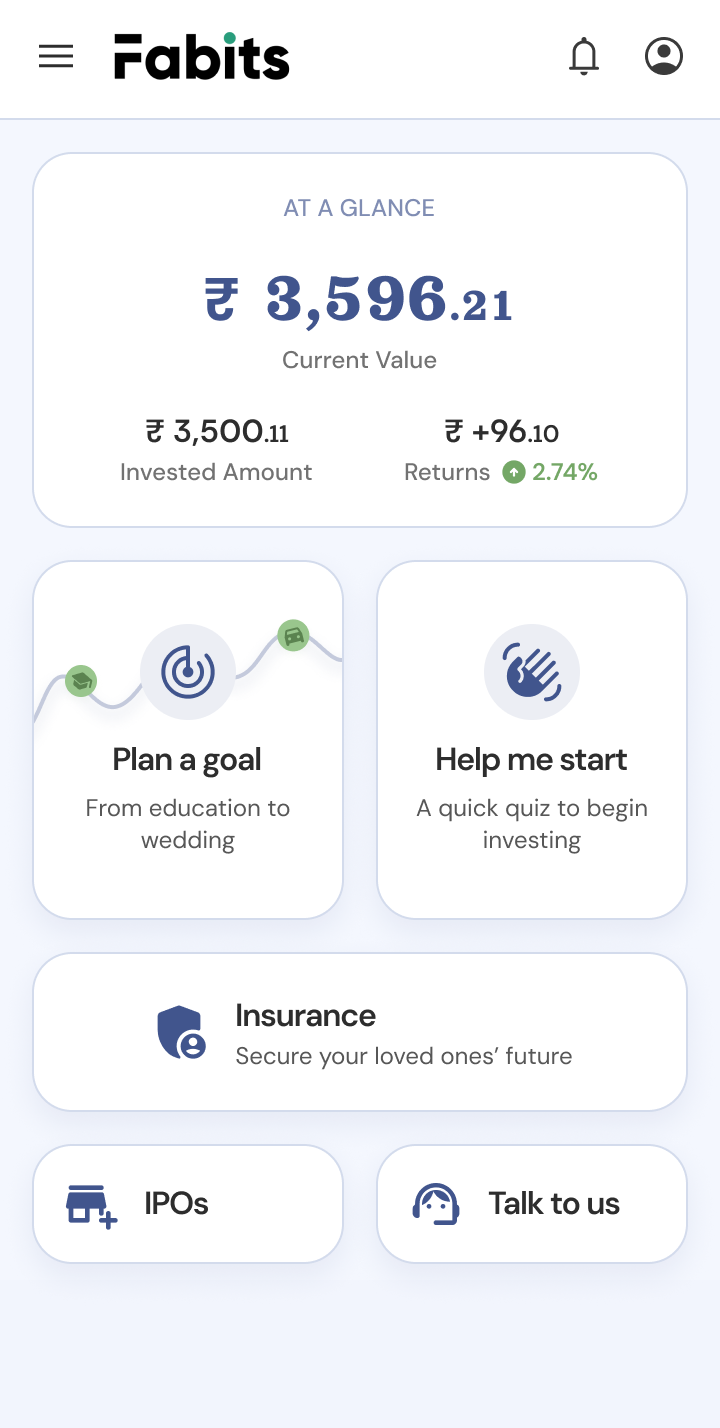 Fabits
AT A GLANCE
₹ 3,596.21
Current Value
₹ 3,500.11
Invested Amount
₹ +96.10
Returns 2.74%
Plan a goal
From education to
wedding
Help me start
A quick quiz to begin
investing
Insurance
Secure your loved ones’ future
IPOs
Talk to us